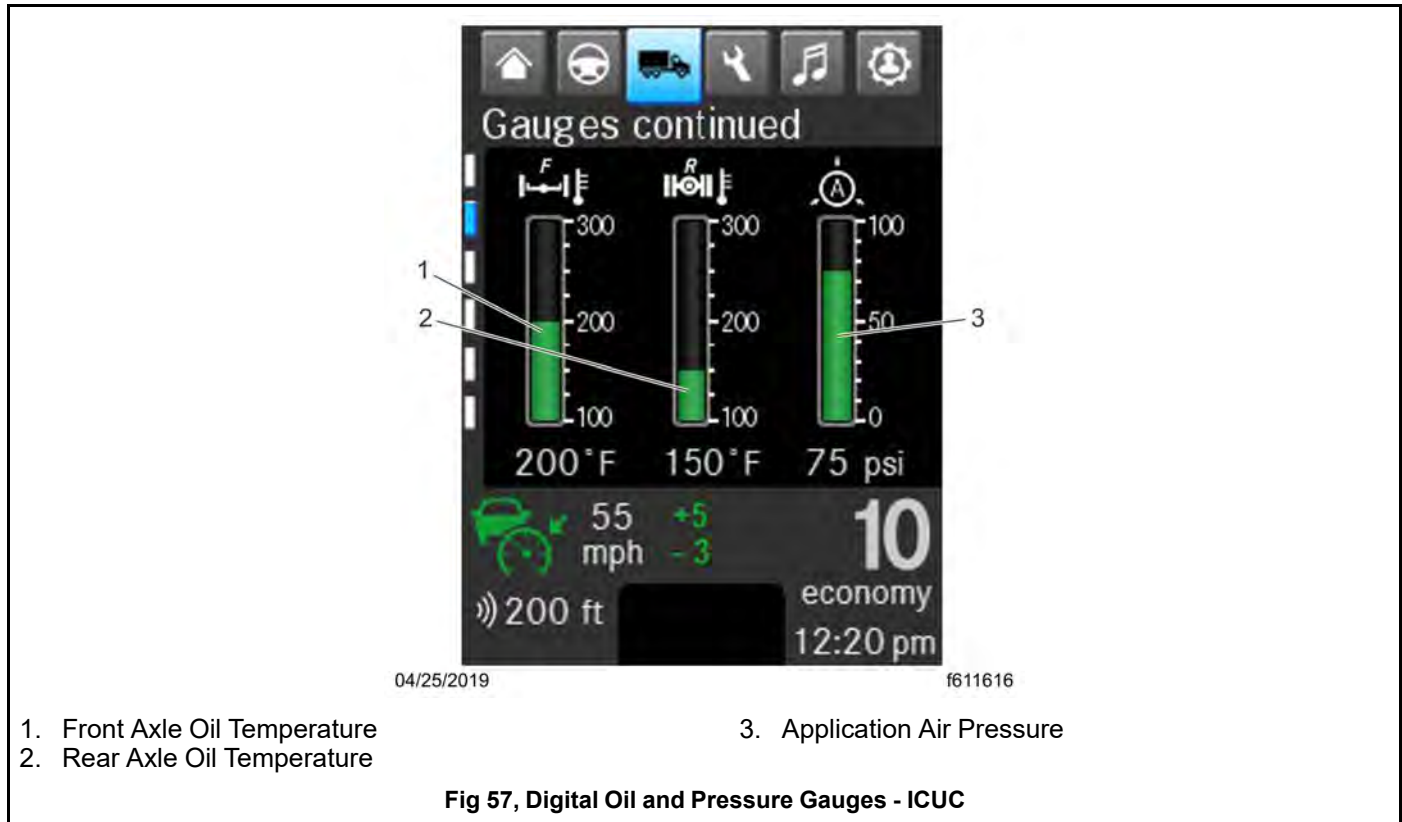 Gauges continued
F R A
300 300 100
1
2 200 200 50 3
100 100 0
200°F 150°F 75 psi
55 +5 10
mph - 3
economy
200 ft
12:20 pm
04/25/2019 f611616
1. Front Axle Oil Temperature 3. Application Air Pressure
2. Rear Axle Oil Temperature
Fig 57, Digital Oil and Pressure Gauges - ICUC